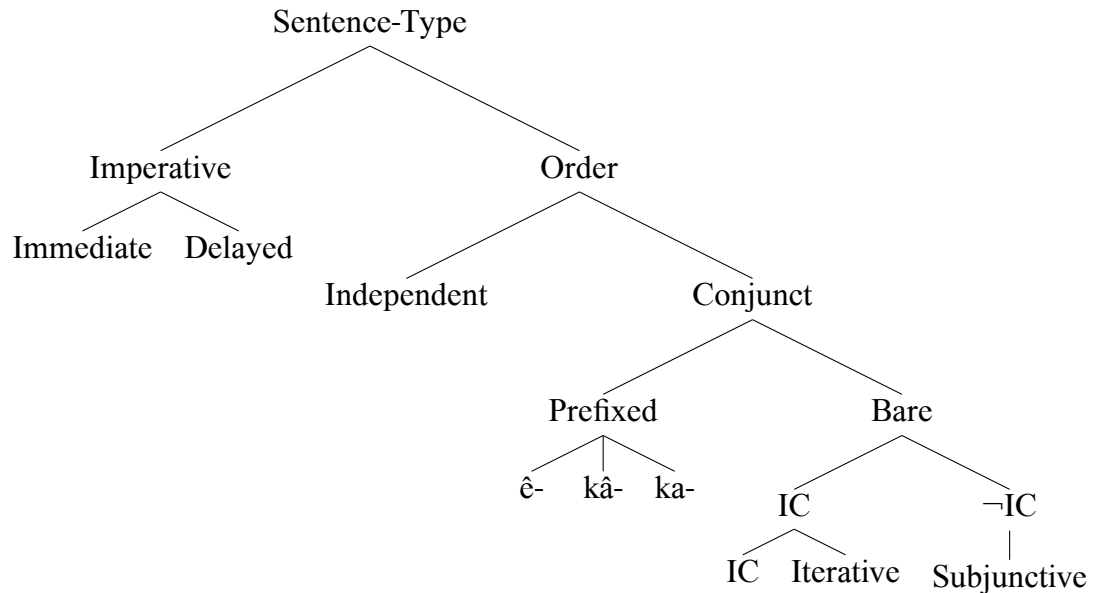 Sentence-Type
Imperative Order
Immediate Delayed
Independent Conjunct
Prefixed Bare
ê- kâ- ka-
IC ¬IC
IC Iterative Subjunctive